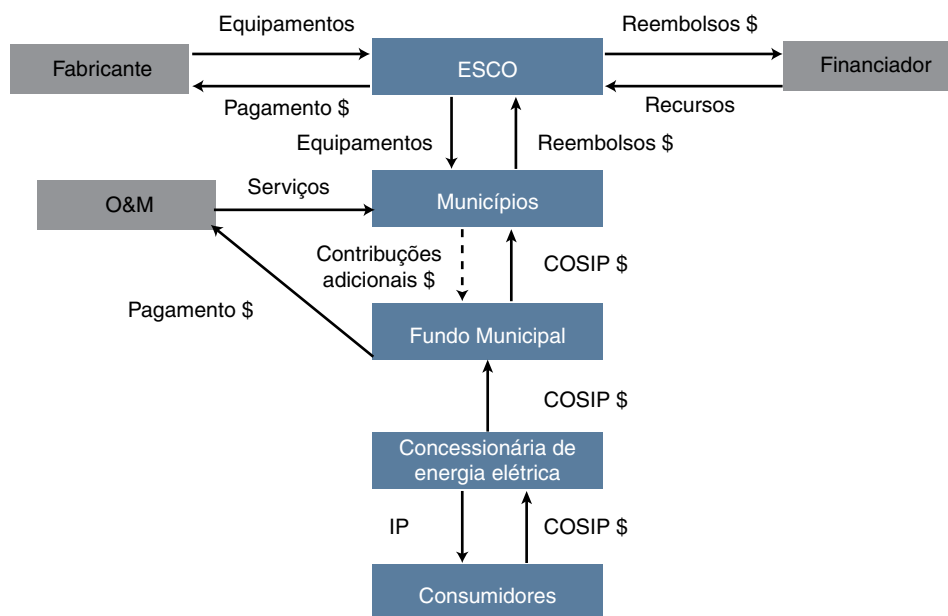 Equipamentos
Reembolsos $
Fabricante
ESCO
Financiador
Pagamento $
Recursos
Equipamentos
Reembolsos $
Serviços
O&M
Municípios
Contribuções
adicionais $
COSIP $
Pagamento $
Fundo Municipal
COSIP $
Concessionária de
energia elétrica
IP
COSIP $
Consumidores